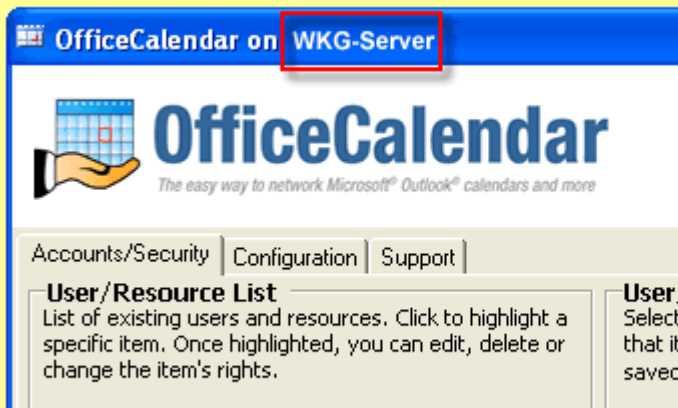 OfficeCalendar on WKG-Server
OfficeCalendar
The easy way to network Microsoft® Outlook® calendars and more
Accounts/Security Configuration Support
User/Resource List
List of existing users and resources. Click to highlight a
specific item. Once highlighted, you can edit, delete or
change the item's rights.
User/
Select
that it
saved